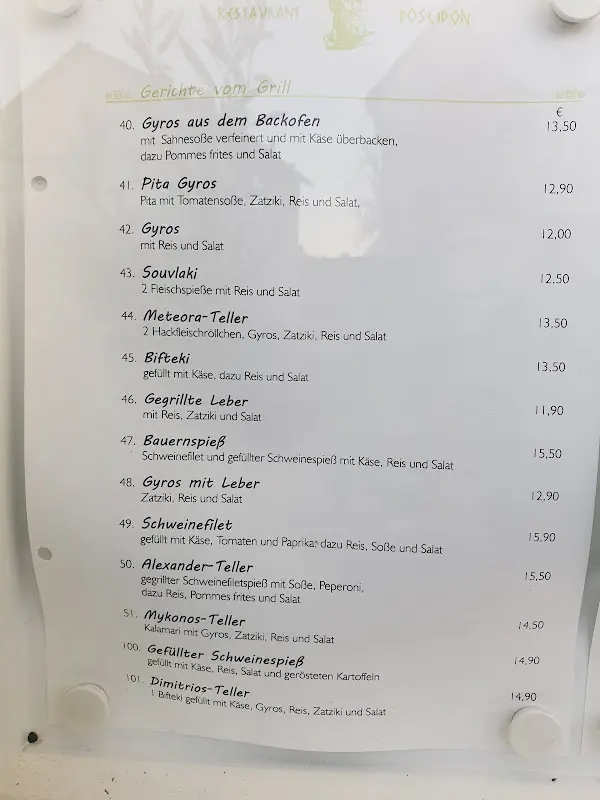 RESTAURANT POSEIDON
Gerichte vom Grill
€
40. Gyros aus dem Backofen 13,50
mit Sahnesoße verfeinert und mit Käse überbacken,
dazu Pommes frites und Salat
41. Pita Gyros 12,90
Pita mit Tomatensoße, Zatziki, Reis und Salat,
42. Gyros 12,00
mit Reis und Salat
43. Souvlaki 12,50
2 Fleischspieße mit Reis und Salat
44. Meteora-Teller 13,50
2 Hackfleischröllchen, Gyros, Zatziki, Reis und Salat
45. Bifteki 13,50
gefüllt mit Käse, dazu Reis und Salat
46. Gegrillte Leber 11,90
mit Reis, Zatziki und Salat
47. Bauernspieß 15,50
Schweinefilet und gefüllter Schweinespieß mit Käse, Reis und Salat
48. Gyros mit Leber 12,90
Zatziki, Reis und Salat
49. Schweinefilet 15,90
gefüllt mit Käse, Tomaten und Paprika, dazu Reis, Soße und Salat
50. Alexander-Teller 15,50
gegrillter Schweinefiletspieß mit Soße, Peperoni,
dazu Reis, Pommes frites und Salat
51. Mykonos-Teller 14,50
Kalamari mit Gyros, Zatziki, Reis und Salat
100. Gefüllter Schweinespieß 14,90
gefüllt mit Käse, Reis, Salat und gerösteten Kartoffeln
101. Dimitrios-Teller 14,90
1 Bifteki gefüllt mit Käse, Gyros, Reis, Zatziki und Salat